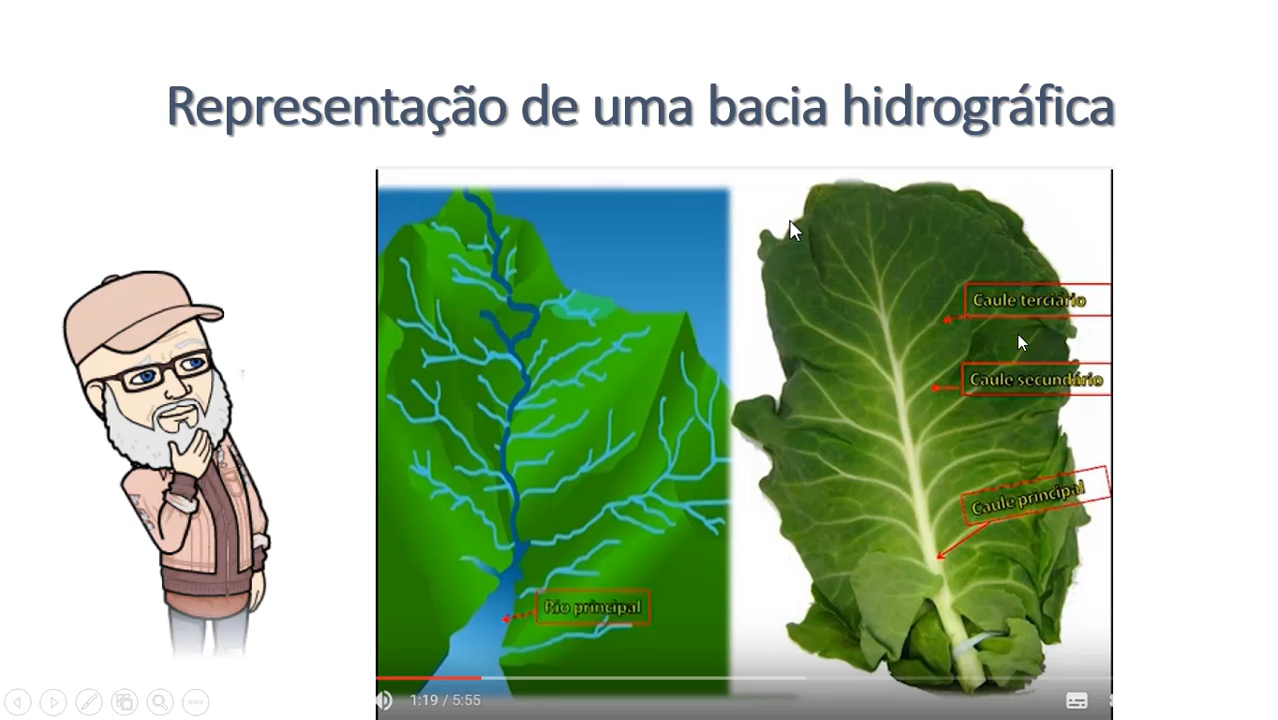 Representação de uma bacia hidrográfica
Caule terciário
Caule secundário
Caule principal
Rio principal
1:19 / 5:55